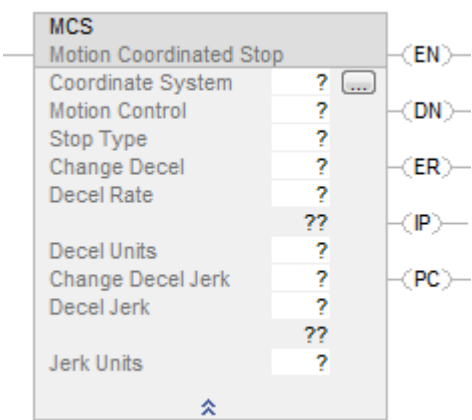 MCS
Motion Coordinated Stop
EN
Coordinate System ? ...
Motion Control ?
DN
Stop Type ?
Change Decel ?
ER
Decel Rate ?
??
IP
Decel Units ?
Change Decel Jerk ?
PC
Decel Jerk ?
??
Jerk Units ?